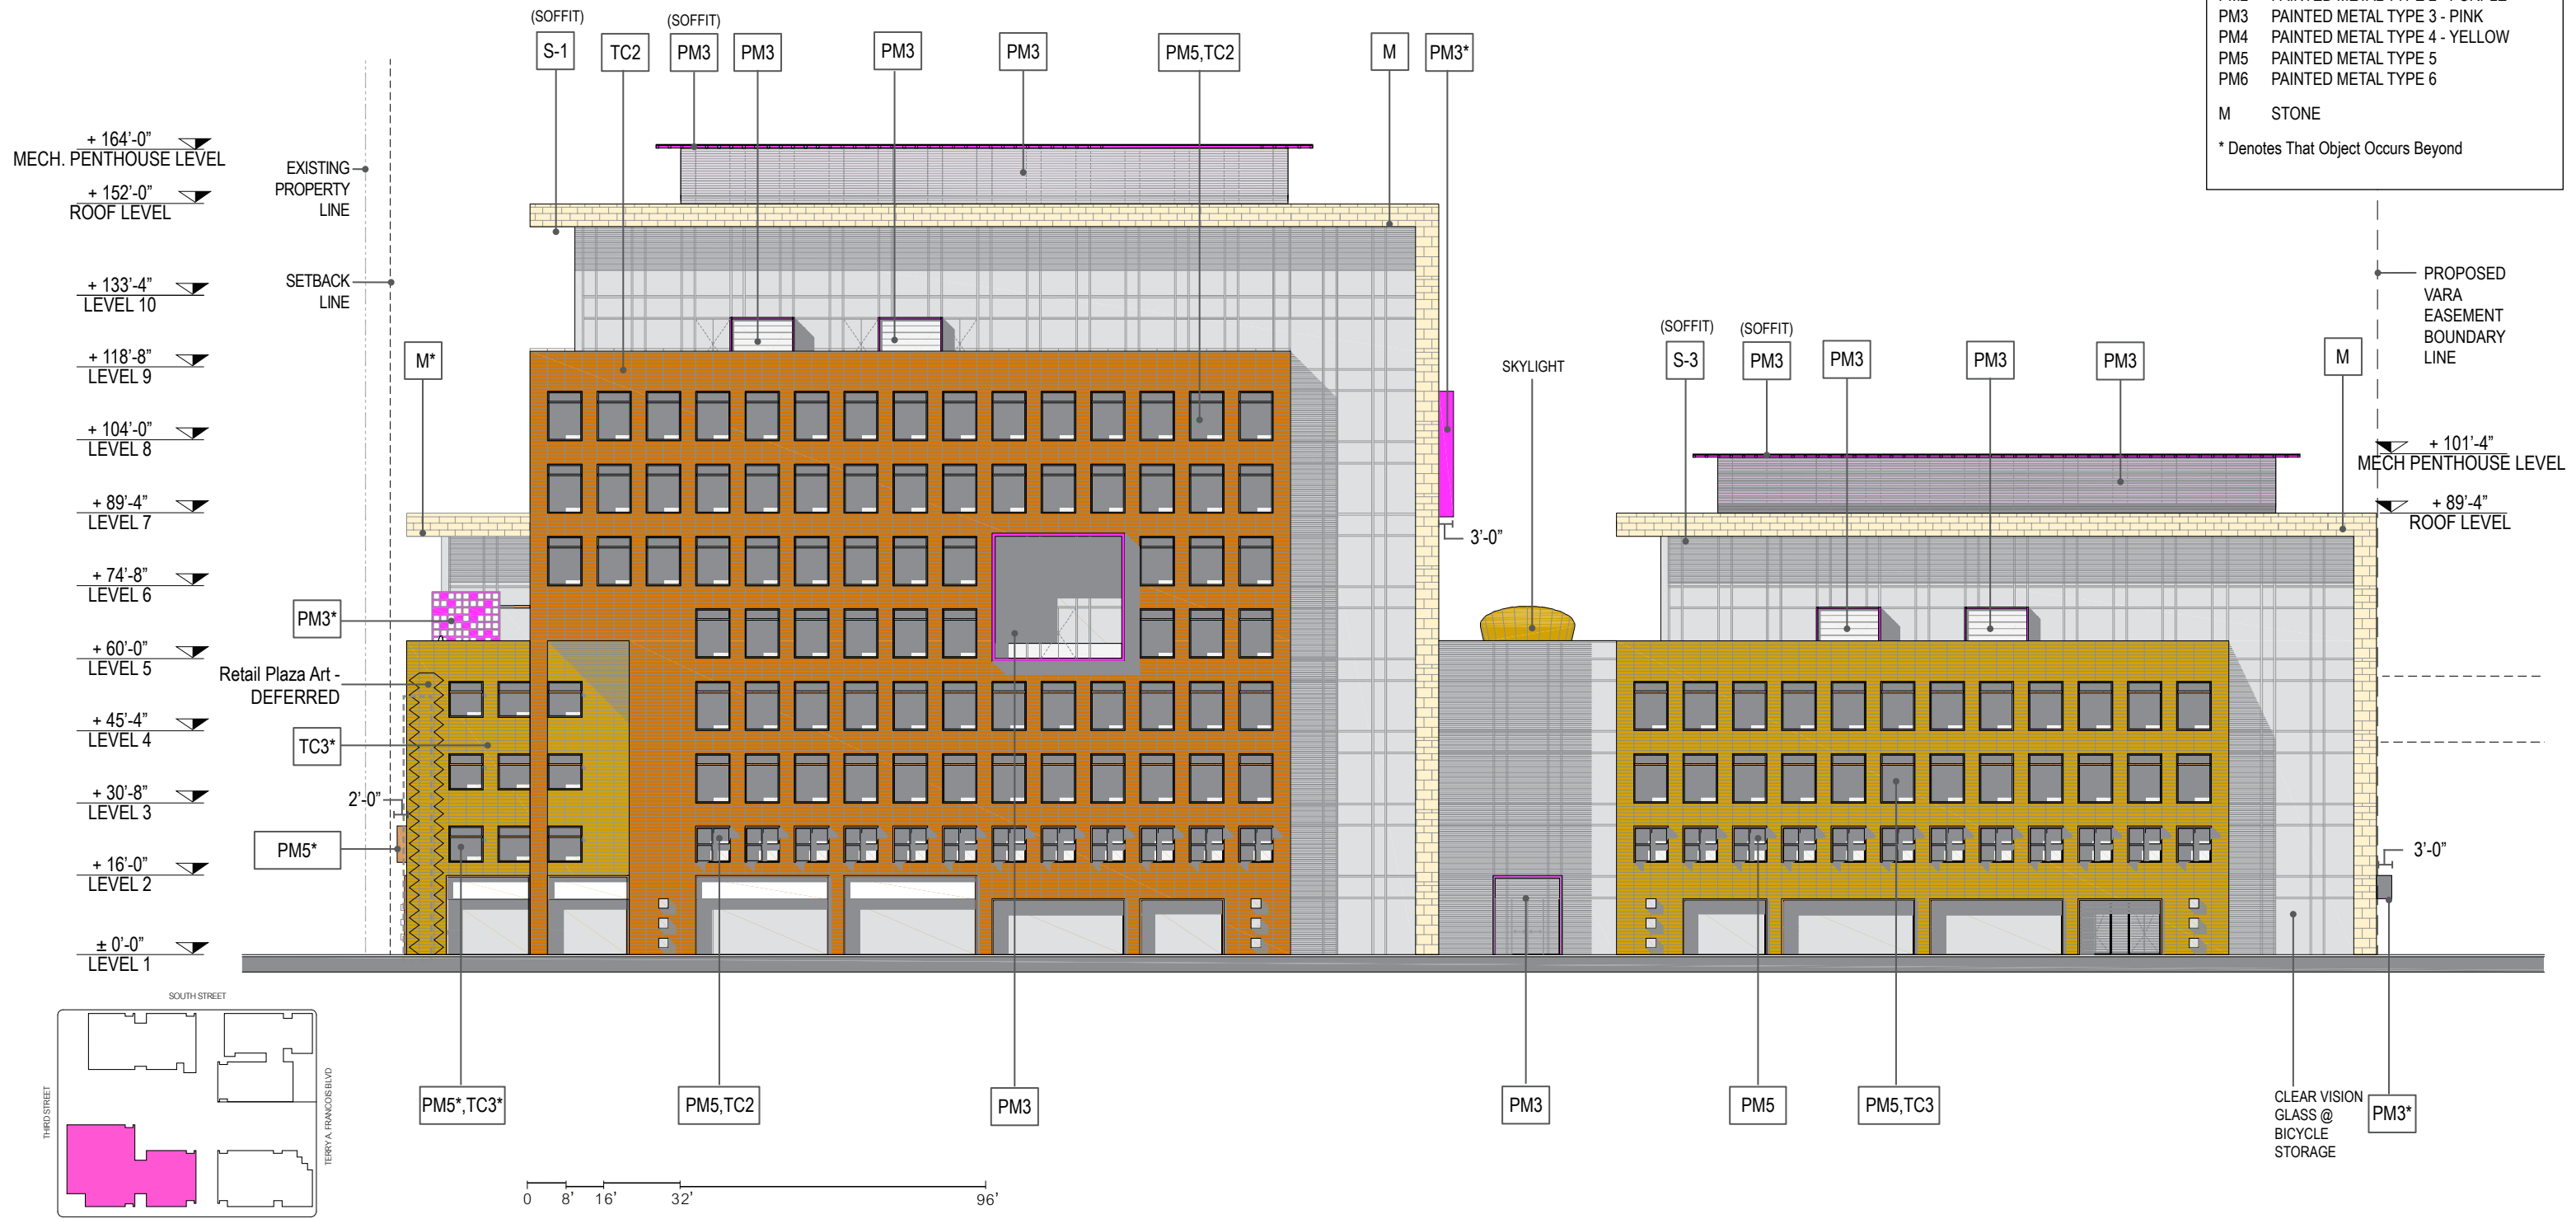 (SOFFIT)
S-1
TC2
(SOFFIT)
PM3
PM3
PM3
PM3
PM5,TC2
M
PM3*
PM3 PAINTED METAL TYPE 3 - PINK
PM4 PAINTED METAL TYPE 4 - YELLOW
PM5 PAINTED METAL TYPE 5
PM6 PAINTED METAL TYPE 6
M STONE
* Denotes That Object Occurs Beyond
+ 164'-0"
MECH. PENTHOUSE LEVEL
+ 152'-0"
ROOF LEVEL
+ 133'-4"
LEVEL 10
+ 118'-8"
LEVEL 9
+ 104'-0"
LEVEL 8
+ 89'-4"
LEVEL 7
+ 74'-8"
LEVEL 6
+ 60'-0"
LEVEL 5
+ 45'-4"
LEVEL 4
+ 30'-8"
LEVEL 3
+ 16'-0"
LEVEL 2
± 0'-0"
LEVEL 1
EXISTING
PROPERTY
LINE
SETBACK
LINE
M*
PM3*
Retail Plaza Art -
DEFERRED
TC3*
2'-0"
PM5*
3'-0"
SKYLIGHT
(SOFFIT)
S-3
(SOFFIT)
PM3
PM3
PM3
PM3
M
PROPOSED
VARA
EASEMENT
BOUNDARY
LINE
+ 101'-4"
MECH PENTHOUSE LEVEL
+ 89'-4"
ROOF LEVEL
3'-0"
PM5*,TC3*
PM5,TC2
PM3
PM3
PM5
PM5,TC3
CLEAR VISION
GLASS @
BICYCLE
STORAGE
PM3*
SOUTH STREET
THIRD STREET
TERRY A. FRANCOIS BLVD
0 8' 16' 32' 96'